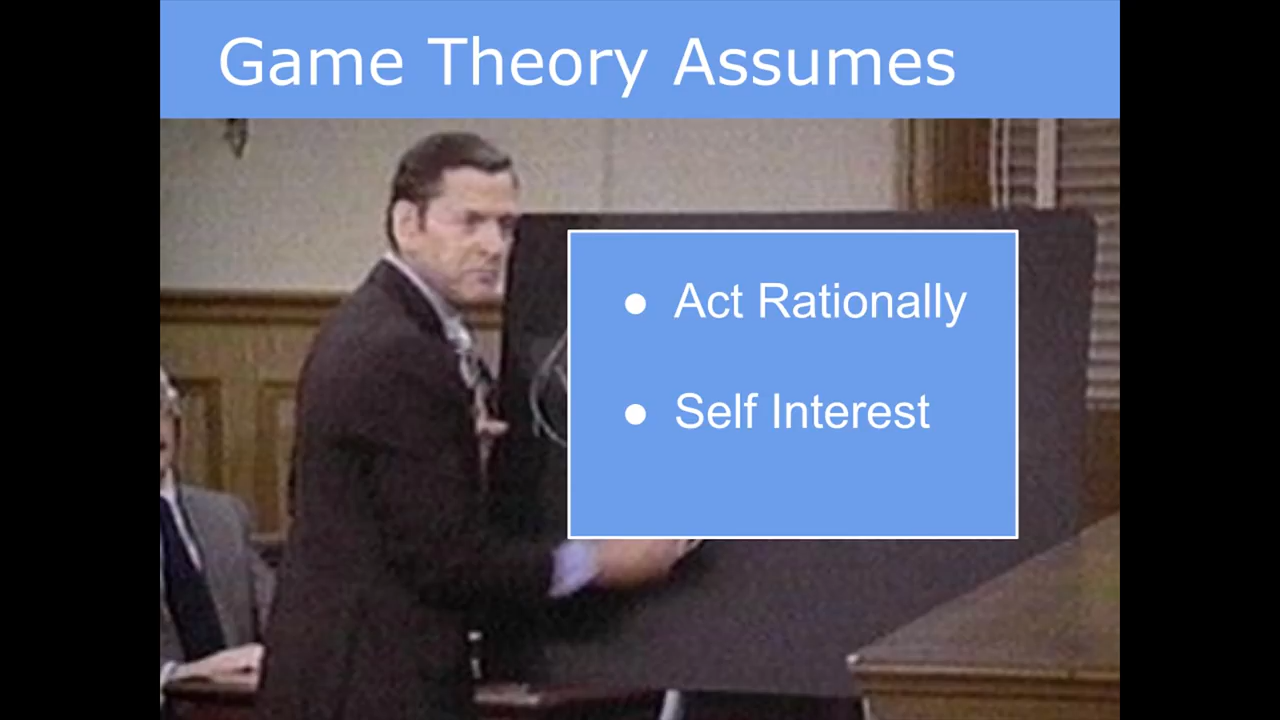 Game Theory Assumes
● Act Rationally
● Self Interest